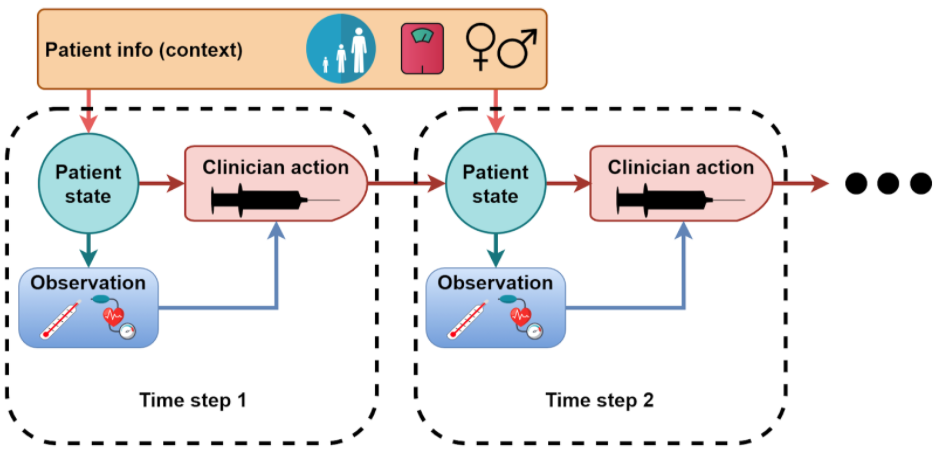 Patient info (context)
Patient
state
Clinician action
Observation
Time step 1
Patient
state
Clinician action
Observation
Time step 2